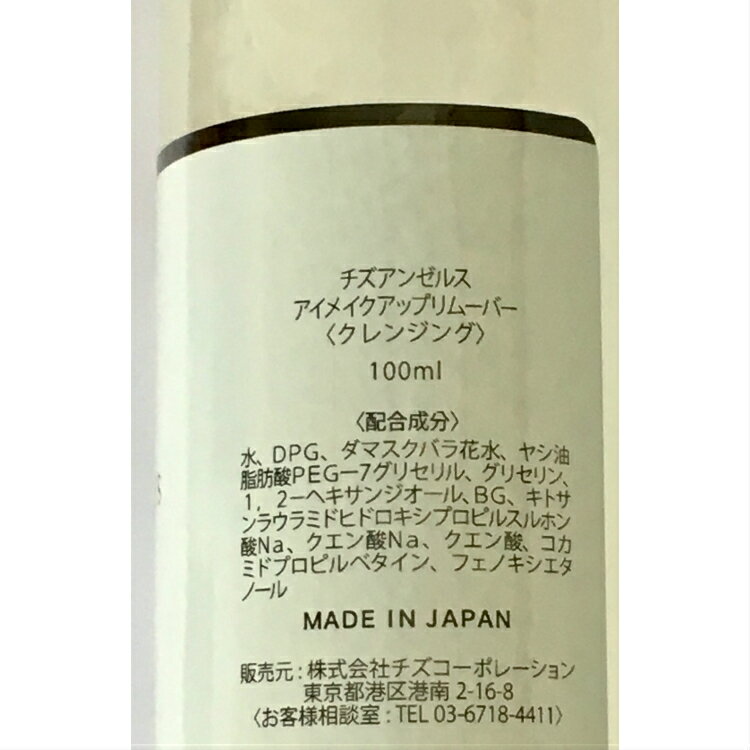 チズアンゼルス
アイメイクアップリムーバー
〈クレンジング〉
100ml
〈配合成分〉
水、DPG、ダマスクバラ花水、ヤシ油
脂肪酸PEGー7グリセリル、グリセリン、
1，2ーヘキサンジオール、BG、キトサ
ンラウラミドヒドロキシプロピルスルホン
酸Na、クエン酸Na、クエン酸、コカ
ミドプロピルベタイン、フェノキシエタ
ノール
MADE IN JAPAN
販売元：株式会社チズコーポレーション
東京都港区港南 2-16-8
〈お客様相談室：TEL 03-6718-4411〉